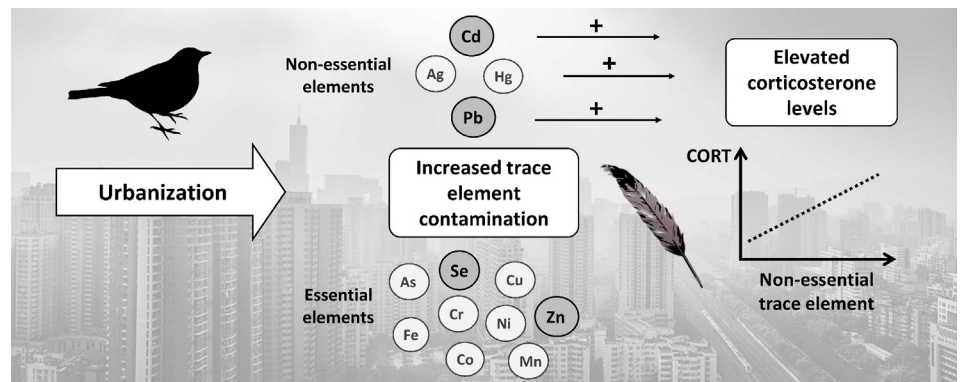 Urbanization
Non-essential
elements
Cd
Ag
Hg
Pb
+
+
+
Elevated
corticosterone
levels
Increased trace
element
contamination
CORT
Non-essential
trace element
Essential
elements
As
Se
Cu
Cr
Zn
Fe
Ni
Co
Mn